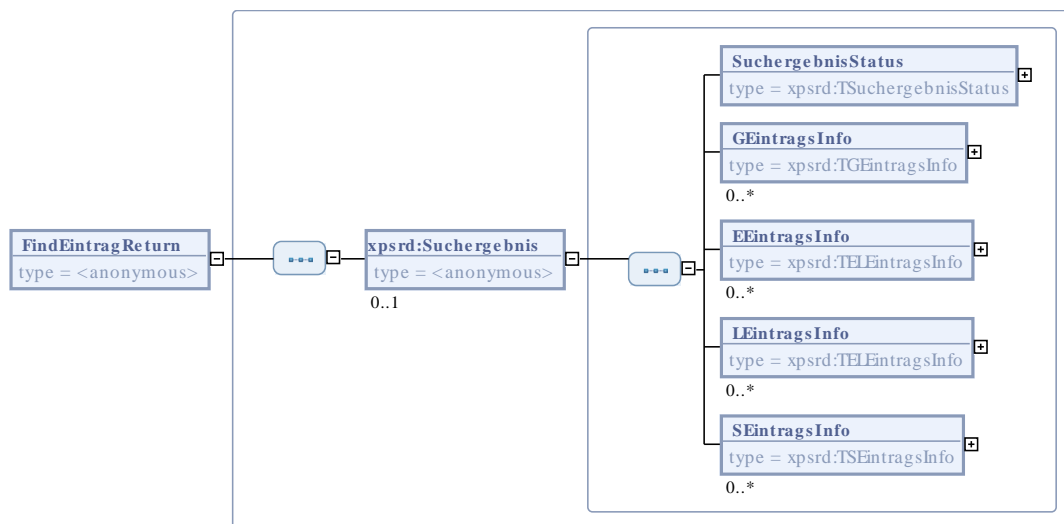 SuchergebnisStatus
type = xpsrd:TSuchergebnisStatus
GEintragsInfo
type = xpsrd:TGEintragsInfo
0..*
FindEintragReturn
type = <anonymous>
xpsrd:Suchergebnis
type = <anonymous>
0..1
EEintragsInfo
type = xpsrd:TELEintragsInfo
0..*
LEintragsInfo
type = xpsrd:TELEintragsInfo
0..*
SEintragsInfo
type = xpsrd:TSEintragsInfo
0..*